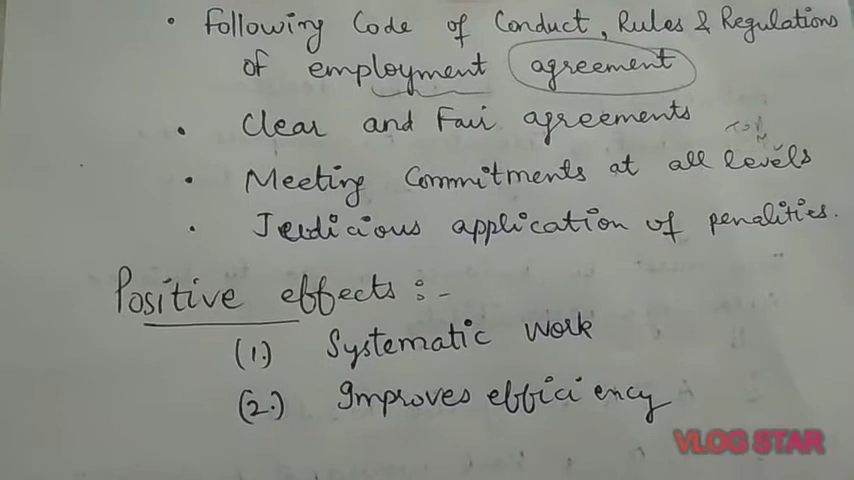 • Following Code of Conduct, Rules & Regulations
of employment agreement
• Clear and Fair agreements
• Meeting Commitments at all levels
• Judicious application of penalities.
Positive effects :-
(1.) Systematic work
(2.) Improves efficiency
VLOG STAR